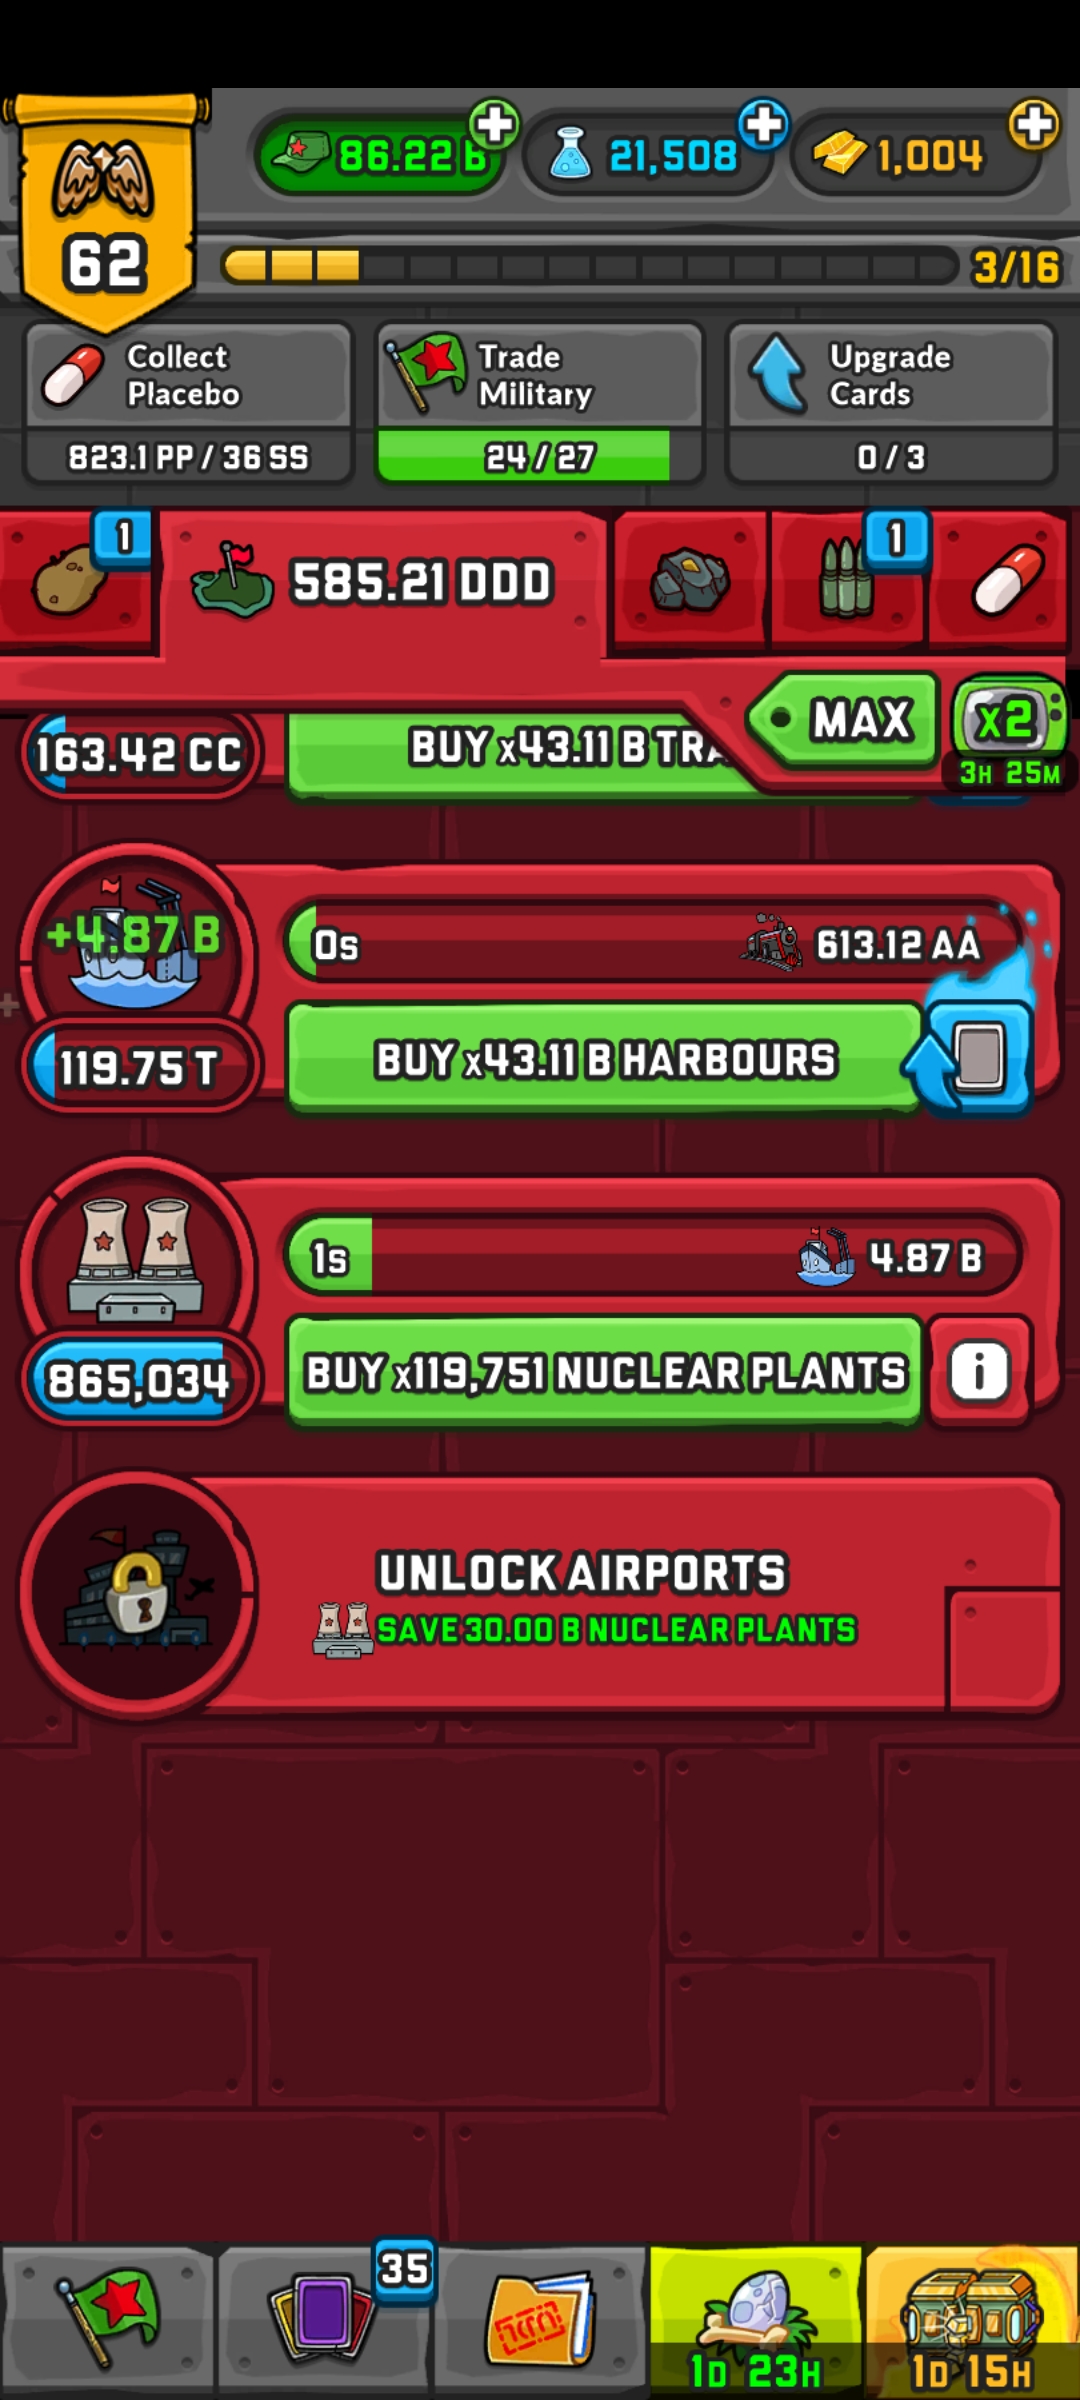 62
86.22 B
21,508
1,004
3/16
Collect
Placebo
823.1 PP / 36 SS
Trade
Military
24 / 27
Upgrade
Cards
0 / 3
1
585.21 DDD
1
MAX
x2
3H 25M
163.42 CC
BUY x43.11 B TRA
+4.87 B
0s
613.12 AA
119.75 T
BUY x43.11 B HARBOURS
1s
4.87 B
865,034
BUY x119,751 NUCLEAR PLANTS
i
UNLOCK AIRPORTS
SAVE 30.00 B NUCLEAR PLANTS
35
1D 23H
1D 15H